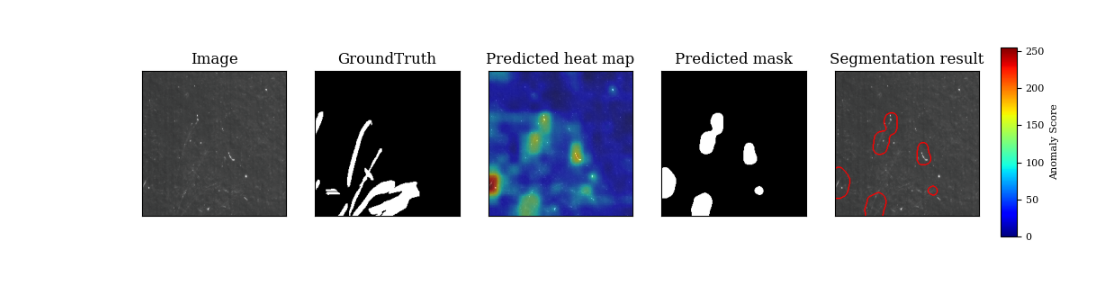 Image
GroundTruth
Predicted heat map
Predicted mask
Segmentation result
250
200
150
100
50
0
Anomaly Score